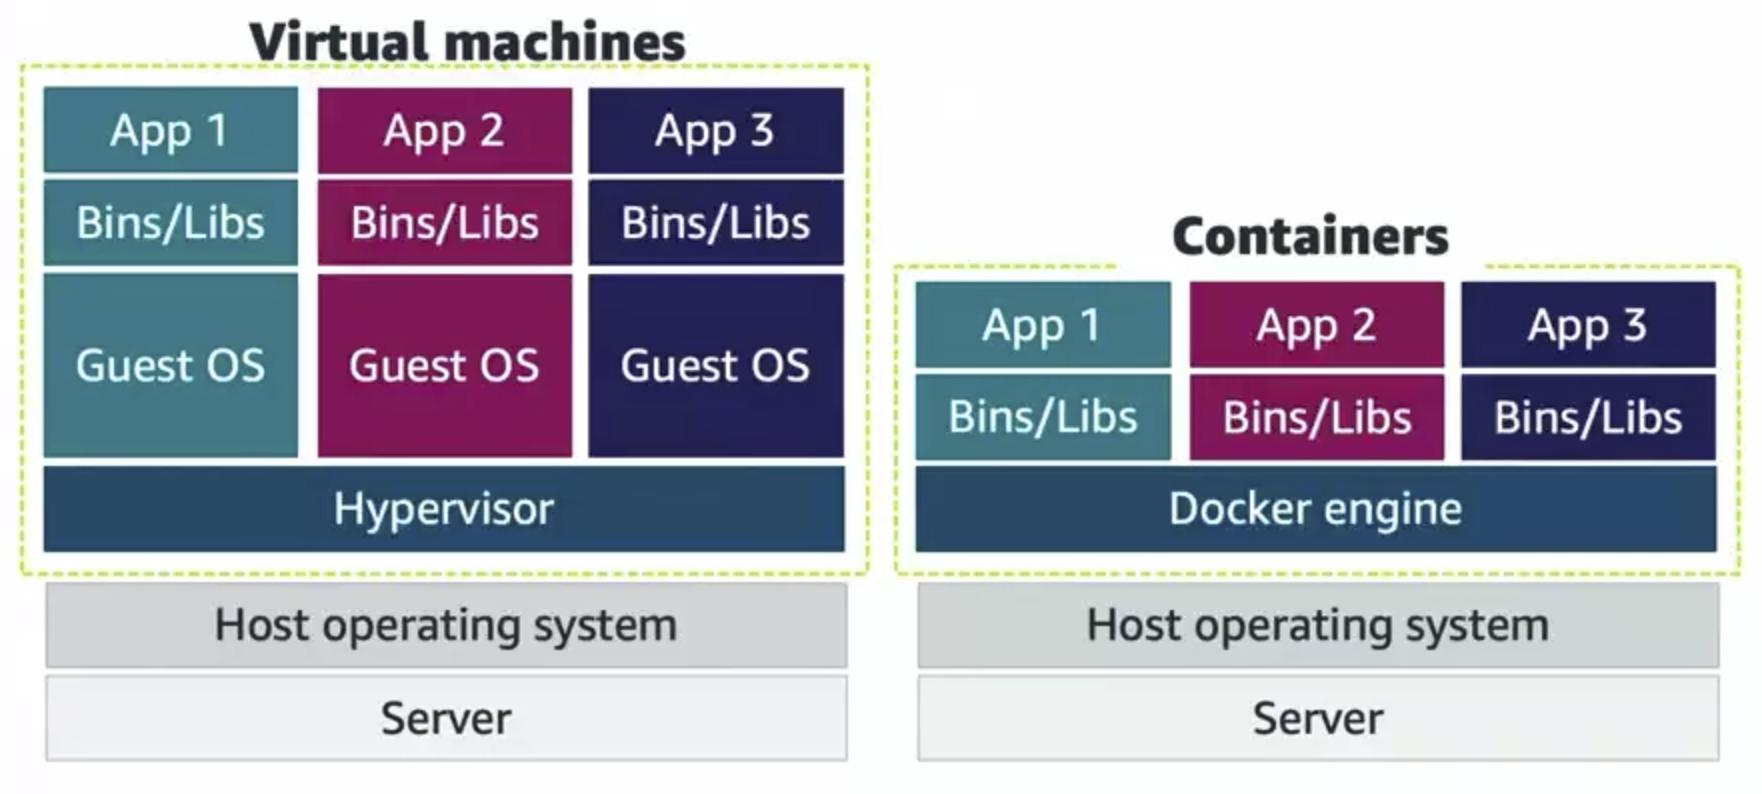 Virtual machines
App 1
App 2
App 3
Bins/Libs
Bins/Libs
Bins/Libs
Guest OS
Guest OS
Guest OS
Hypervisor
Host operating system
Server
Containers
App 1
App 2
App 3
Bins/Libs
Bins/Libs
Bins/Libs
Docker engine
Host operating system
Server